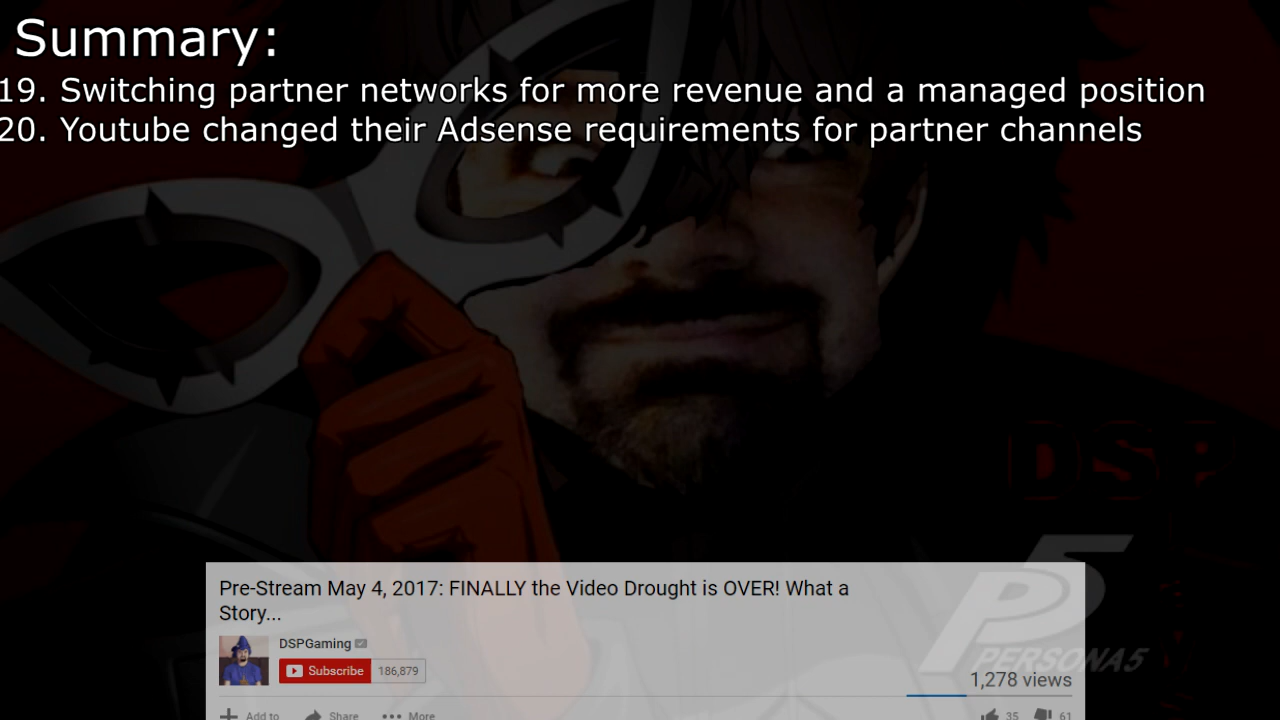 Summary:
19. Switching partner networks for more revenue and a managed position
20. Youtube changed their Adsense requirements for partner channels
DSP
Pre-Stream May 4, 2017: FINALLY the Video Drought is OVER! What a
Story...
DSPGaming
Subscribe 186,879
P5
PERSONA5
1,278 views
Add to Share More 35 61